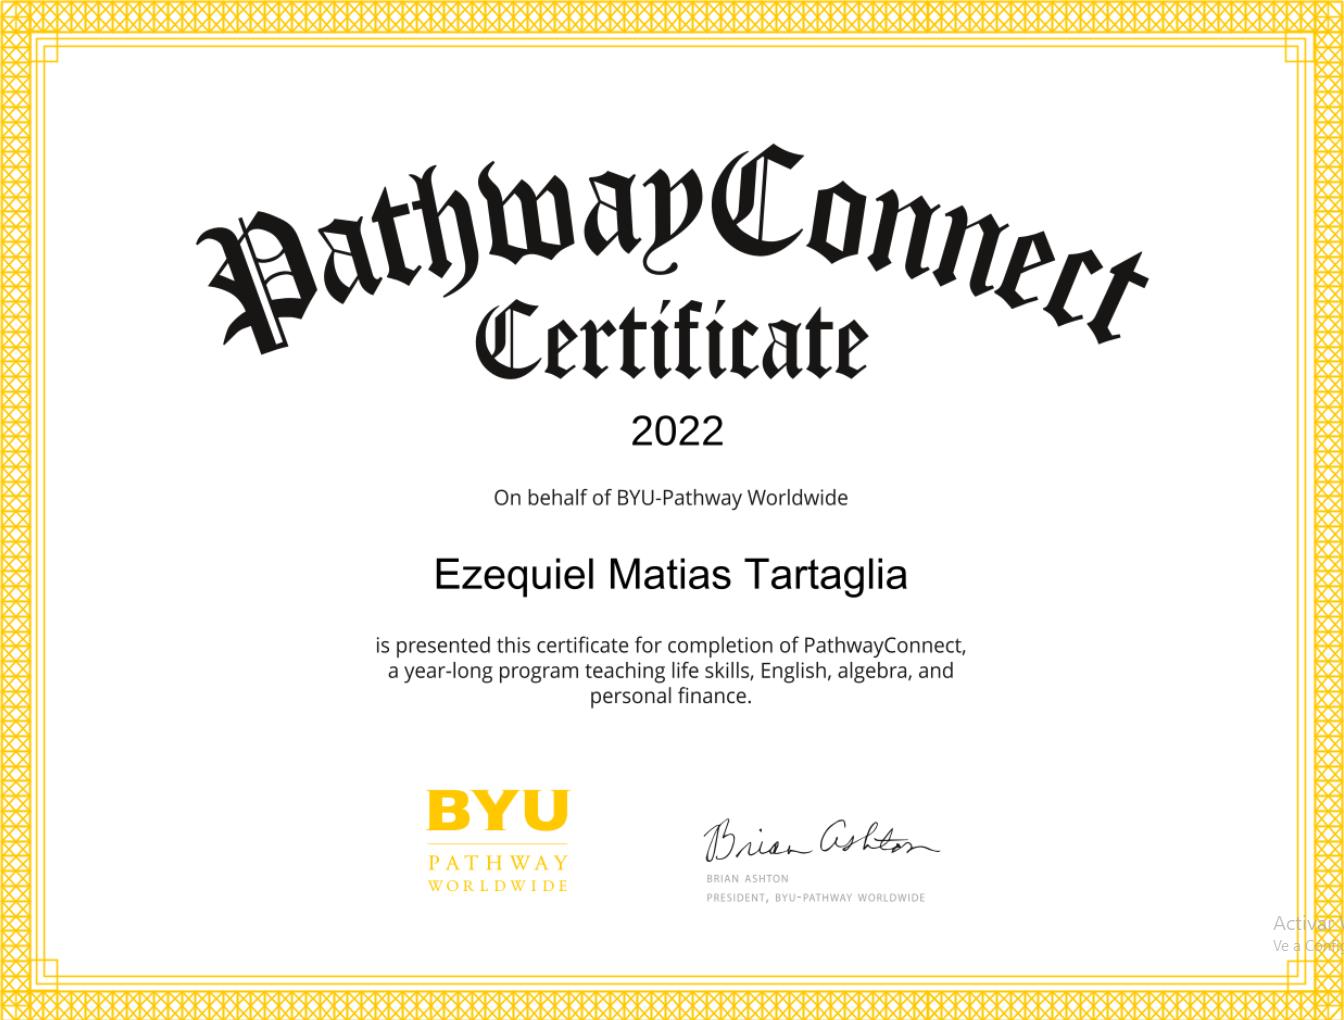 PathwayConnect
Certificate
2022
On behalf of BYU-Pathway Worldwide
Ezequiel Matias Tartaglia
is presented this certificate for completion of PathwayConnect,
a year-long program teaching life skills, English, algebra, and
personal finance.
BYU
PATHWAY
WORLDWIDE
Brian Ashton
BRIAN ASHTON
PRESIDENT, BYU-PATHWAY WORLDWIDE
Activar
Ve a